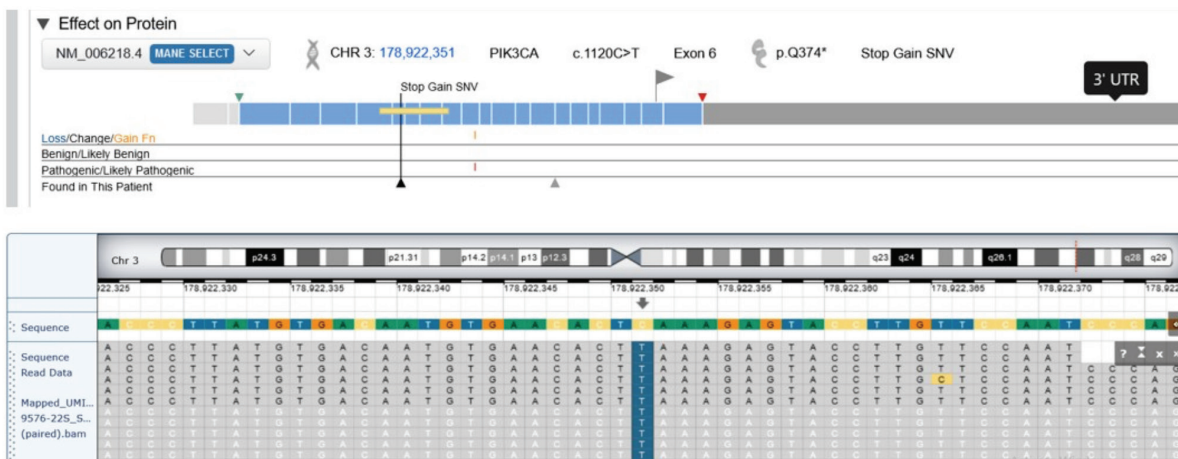 Effect on Protein
NM_006218.4 MANE SELECT CHR 3: 178,922,351 PIK3CA c.1120C>T Exon 6 p.Q374* Stop Gain SNV
3' UTR
Stop Gain SNV
Loss/Change/Gain Fn
Benign/Likely Benign
Pathogenic/Likely Pathogenic
Found in This Patient
Chr 3 p24.3 p21.31 p14.2 p14.1 p13 p12.3 q23 q24 q26.1 q28 q29
922,325 178,922,330 178,922,335 178,922,340 178,922,345 178,922,350 178,922,355 178,922,360 178,922,365 178,922,370 178,922
Sequence A C C C T T A T G T G A C A A T G T G A A C A C T C A A A G A G T A C C T T G T T C C A A T C C C A G
A C C C T T A T G T G A C A A T G T G A A C A C T T A A A G A G T A C C T T G T T C C A A T
Sequence A C C C T T A T G T G A C A A T G T G A A C A C T T A A A G A G T A C C T T G T T C C A A T ? x
Read Data A C C C T T A T G T G A C A A T G T G A A C A C T T A A A G A G T A C C T T G T T C C A A T C C C A G
A C C C T T A T G T G A C A A T G T G A A C A C T T A A A G A G T A C C T T G C T C C A A T C C C A G
A C C C T T A T G T G A C A A T G T G A A C A C T T A A A G A G T A C C T T G T T C C A A T C C C A G
Mapped_UMI... A C C C T T A T G T G A C A A T G T G A A C A C T T A A A G A G T A C C T T G T T C C A A T C C C A G
9576-22S_S... A C C C T T A T G T G A C A A T G T G A A C A C T T A A A G A G T A C C T T G T T C C A A T C C C A G
(paired).bam A C C C T T A T G T G A C A A T G T G A A C A C T T A A A G A G T A C C T T G T T C C A A T C C C A G
A C C C T T A T G T G A C A A T G T G A A C A C T T A A A G A G T A C C T T G T T C C A A T C C C A G
A C C C T T A T G T G A C A A T G T G A A C A C T T A A A G A G T A C C T T G T T C C A A T C C C A G
A C C C T T A T G T G A C A A T G T G A A C A C T T A A A G A G T A C C T T G T T C C A A T C C C A G